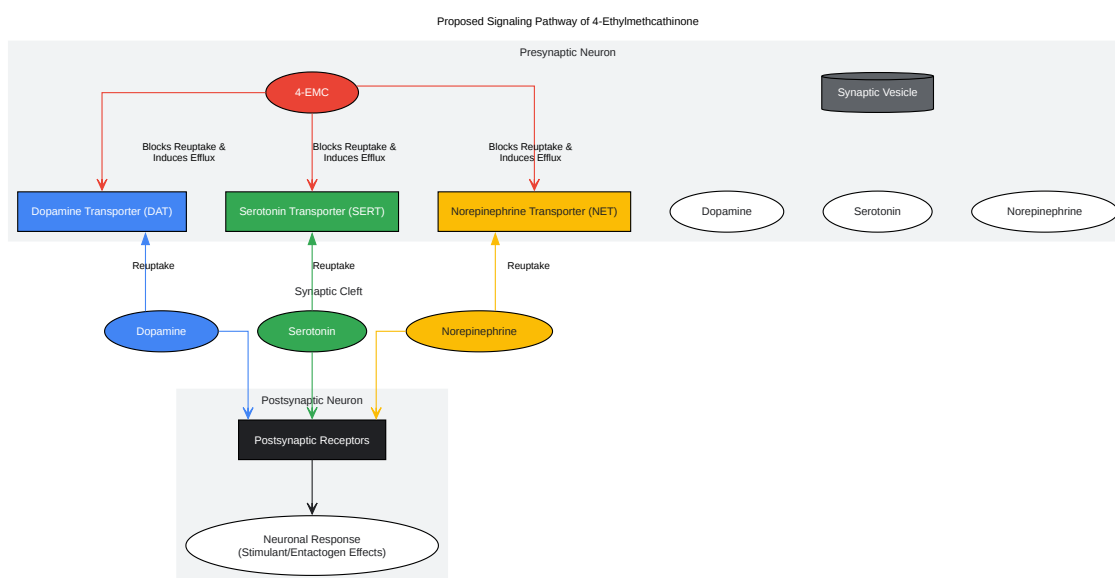 Proposed Signaling Pathway of 4-Ethylmethcathinone
Presynaptic Neuron
4-EMC
Synaptic Vesicle
Blocks Reuptake &
Induces Efflux
Blocks Reuptake &
Induces Efflux
Blocks Reuptake &
Induces Efflux
Dopamine Transporter (DAT)
Serotonin Transporter (SERT)
Norepinephrine Transporter (NET)
Dopamine
Serotonin
Norepinephrine
Reuptake
Reuptake
Reuptake
Synaptic Cleft
Dopamine
Serotonin
Norepinephrine
Postsynaptic Neuron
Postsynaptic Receptors
Neuronal Response
(Stimulant/Entactogen Effects)